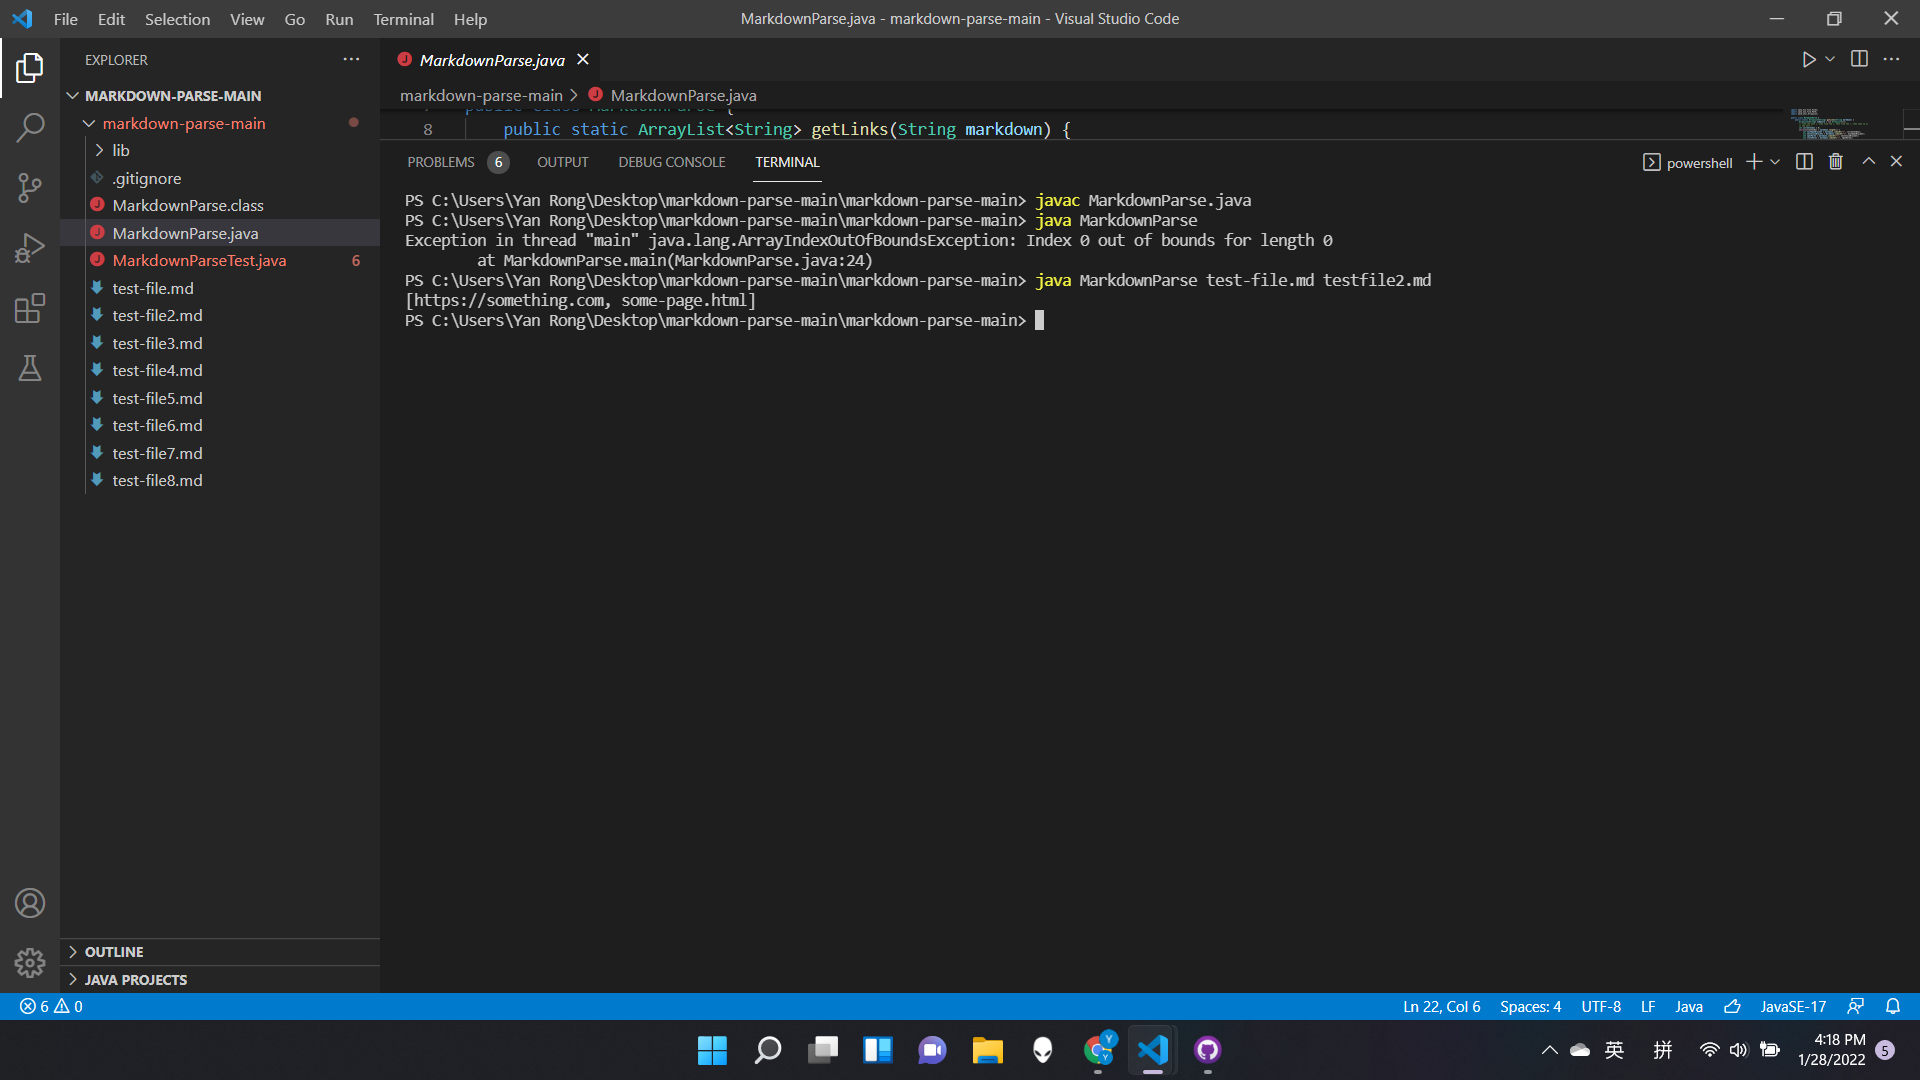 File Edit Selection View Go Run Terminal Help
MarkdownParse.java - markdown-parse-main - Visual Studio Code
EXPLORER
MARKDOWN-PARSE-MAIN
markdown-parse-main
lib
.gitignore
MarkdownParse.class
MarkdownParse.java
MarkdownParseTest.java 6
test-file.md
test-file2.md
test-file3.md
test-file4.md
test-file5.md
test-file6.md
test-file7.md
test-file8.md
OUTLINE
JAVA PROJECTS
MarkdownParse.java
markdown-parse-main > MarkdownParse.java
public class MarkdownParse {
8 public static ArrayList<String> getLinks(String markdown) {
PROBLEMS 6 OUTPUT DEBUG CONSOLE TERMINAL
powershell
PS C:\Users\Yan Rong\Desktop\markdown-parse-main\markdown-parse-main> javac MarkdownParse.java
PS C:\Users\Yan Rong\Desktop\markdown-parse-main\markdown-parse-main> java MarkdownParse
Exception in thread "main" java.lang.ArrayIndexOutOfBoundsException: Index 0 out of bounds for length 0
at MarkdownParse.main(MarkdownParse.java:24)
PS C:\Users\Yan Rong\Desktop\markdown-parse-main\markdown-parse-main> java MarkdownParse test-file.md testfile2.md
[https://something.com, some-page.html]
PS C:\Users\Yan Rong\Desktop\markdown-parse-main\markdown-parse-main>
6 0
Ln 22, Col 6 Spaces: 4 UTF-8 LF Java JavaSE-17
英 拼
4:18 PM
1/28/2022
5